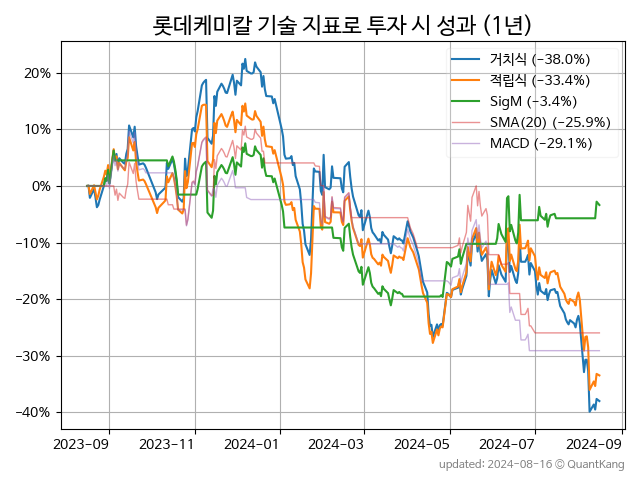 롯데케미칼 기술 지표로 투자 시 성과 (1년)
거치식 (−38.0%)
적립식 (−33.4%)
SigM (−3.4%)
SMA(20) (−25.9%)
MACD (−29.1%)
20%
10%
0%
−10%
−20%
−30%
−40%
2023-09 2023-11 2024-01 2024-03 2024-05 2024-07 2024-09
updated: 2024-08-16 © QuantKang